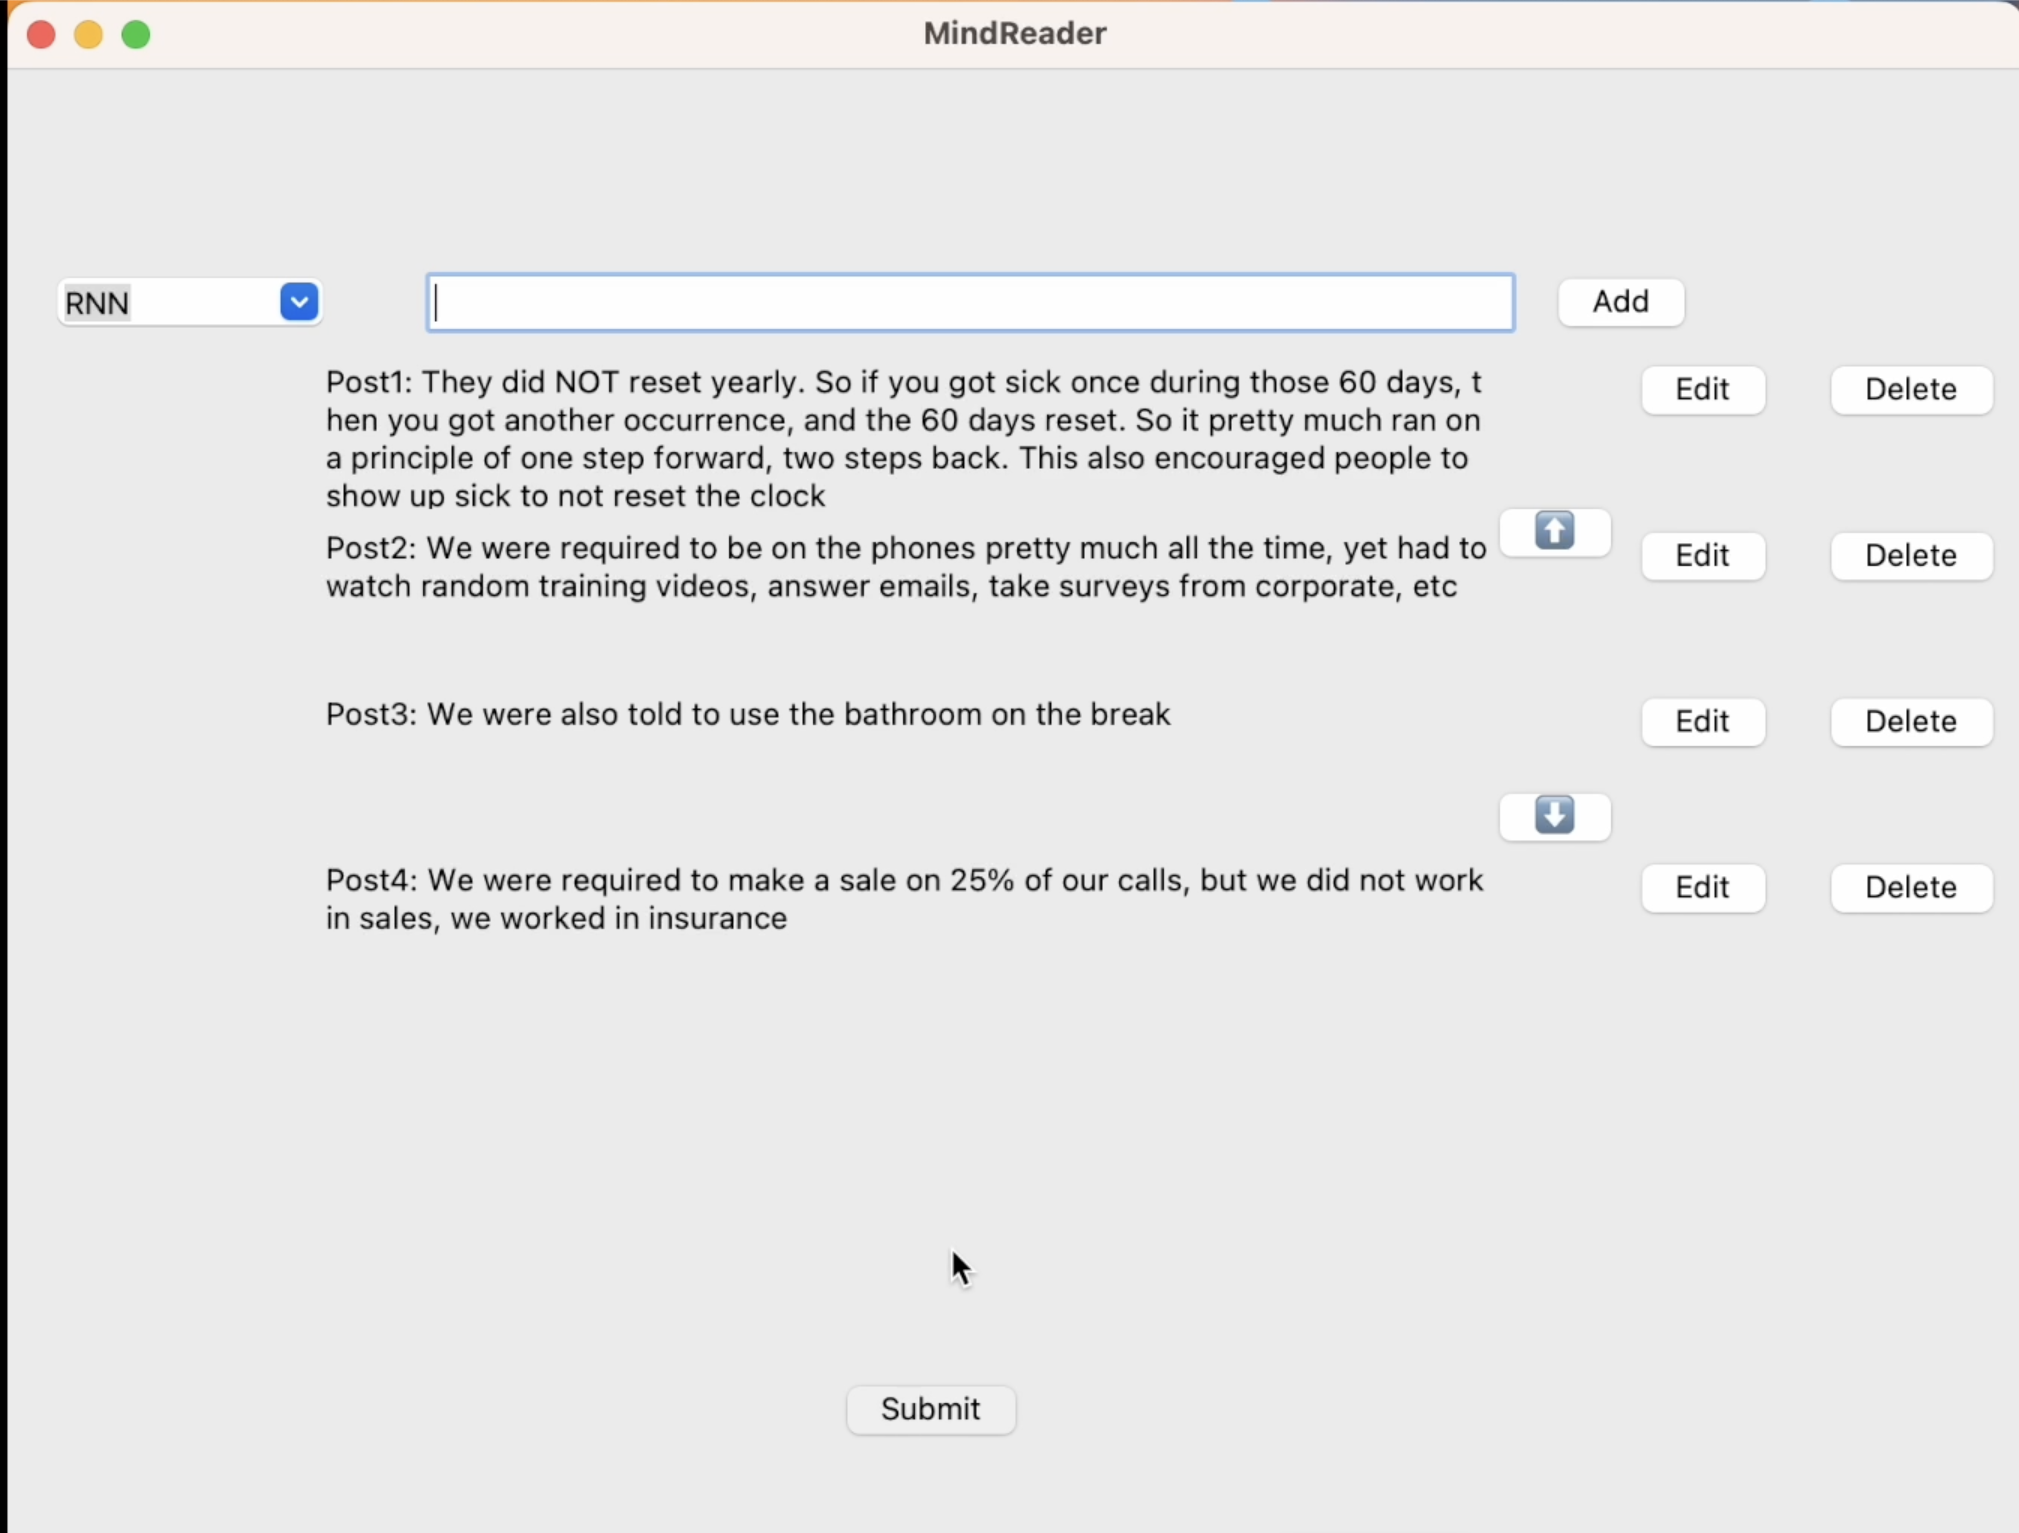 MindReader
RNN
Add
Post1: They did NOT reset yearly. So if you got sick once during those 60 days, t
hen you got another occurrence, and the 60 days reset. So it pretty much ran on
a principle of one step forward, two steps back. This also encouraged people to
show up sick to not reset the clock
Edit
Delete
Post2: We were required to be on the phones pretty much all the time, yet had to
watch random training videos, answer emails, take surveys from corporate, etc
Edit
Delete
Post3: We were also told to use the bathroom on the break
Edit
Delete
Post4: We were required to make a sale on 25% of our calls, but we did not work
in sales, we worked in insurance
Edit
Delete
Submit